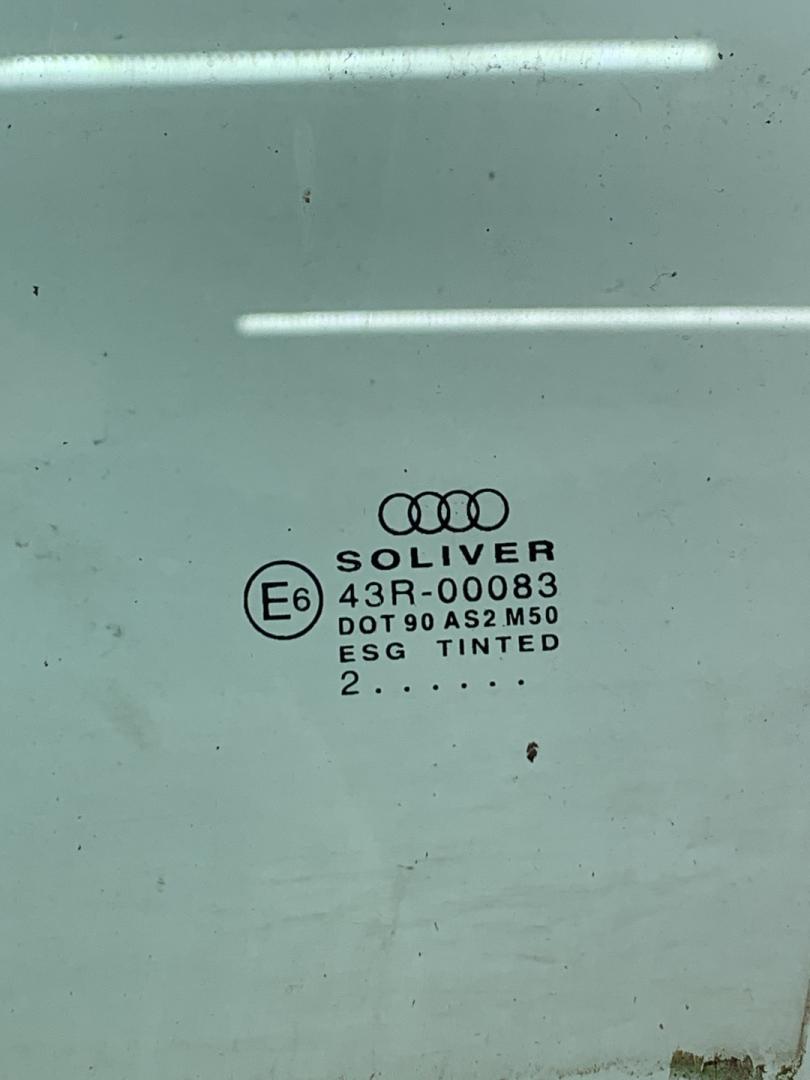 SOLIVER
E6 43R-00083
DOT 90 AS2 M50
ESG TINTED
2 . . . . . .